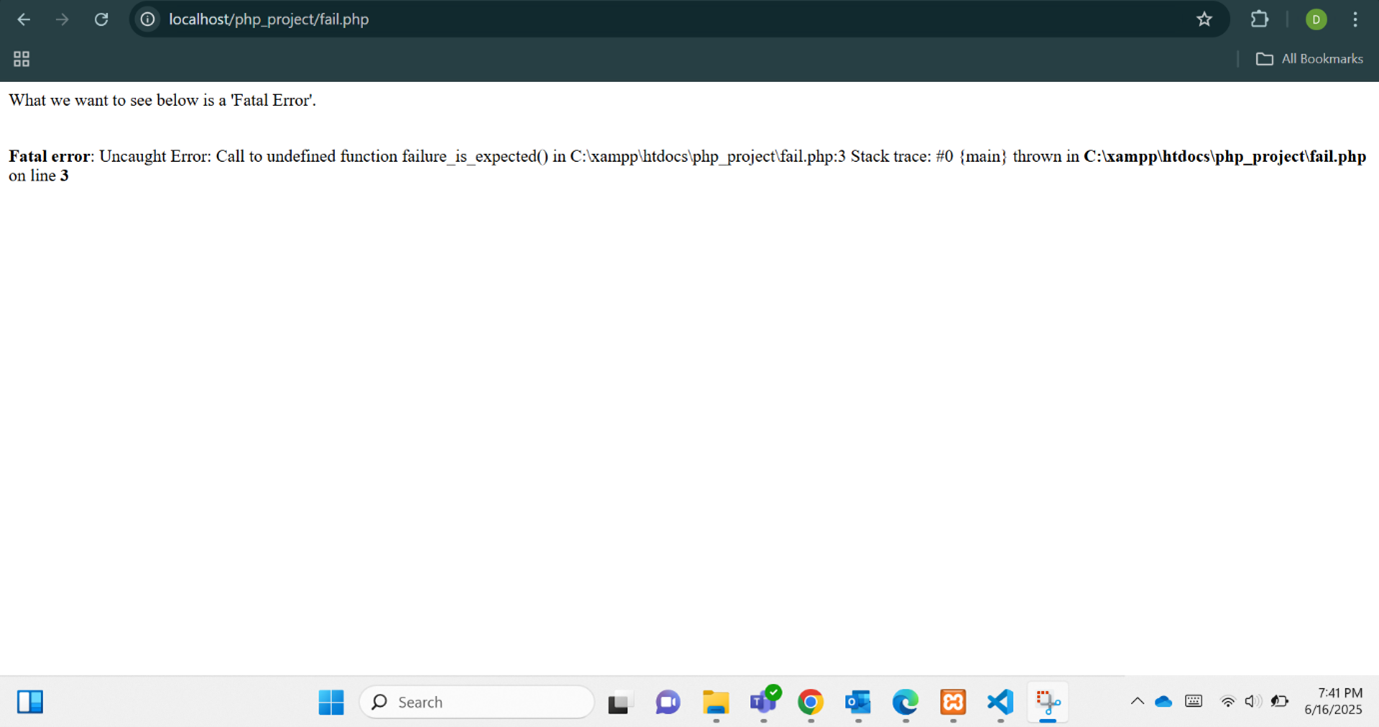 localhost/php_project/fail.php
D
All Bookmarks
What we want to see below is a 'Fatal Error'.
Fatal error: Uncaught Error: Call to undefined function failure_is_expected() in C:\xampp\htdocs\php_project\fail.php:3 Stack trace: #0 {main} thrown in C:\xampp\htdocs\php_project\fail.php
on line 3
Search
7:41 PM
6/16/2025